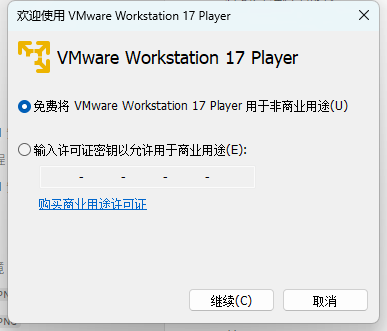 欢迎使用 VMware Workstation 17 Player
VMware Workstation 17 Player
免费将 VMware Workstation 17 Player 用于非商业用途(U)
输入许可证密钥以允许用于商业用途(E):
- - - -
购买商业用途许可证
继续(C)
取消